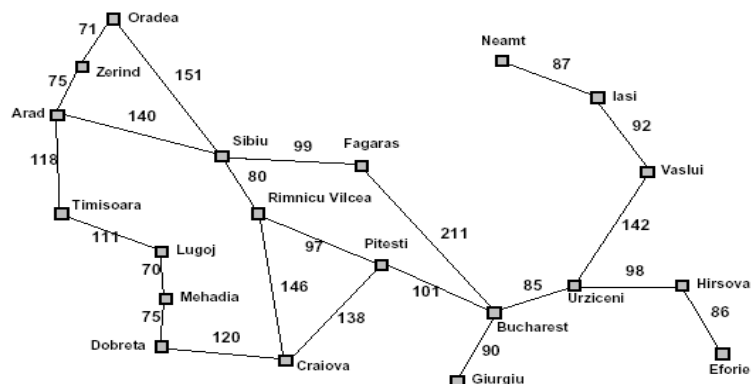 Oradea
71
Neamt
87
Zerind
151
75
Iasi
Arad
140
92
Sibiu
99
Fagaras
118
80
Vaslui
Rimnicu Vilcea
Timisoara
111
97
Pitesti
211
142
Lugoj
70
146
101
85
98
Hirsova
Mehadia
Urziceni
75
138
Bucharest
86
120
Dobreta
90
Craiova
Eforie
Giurgiu